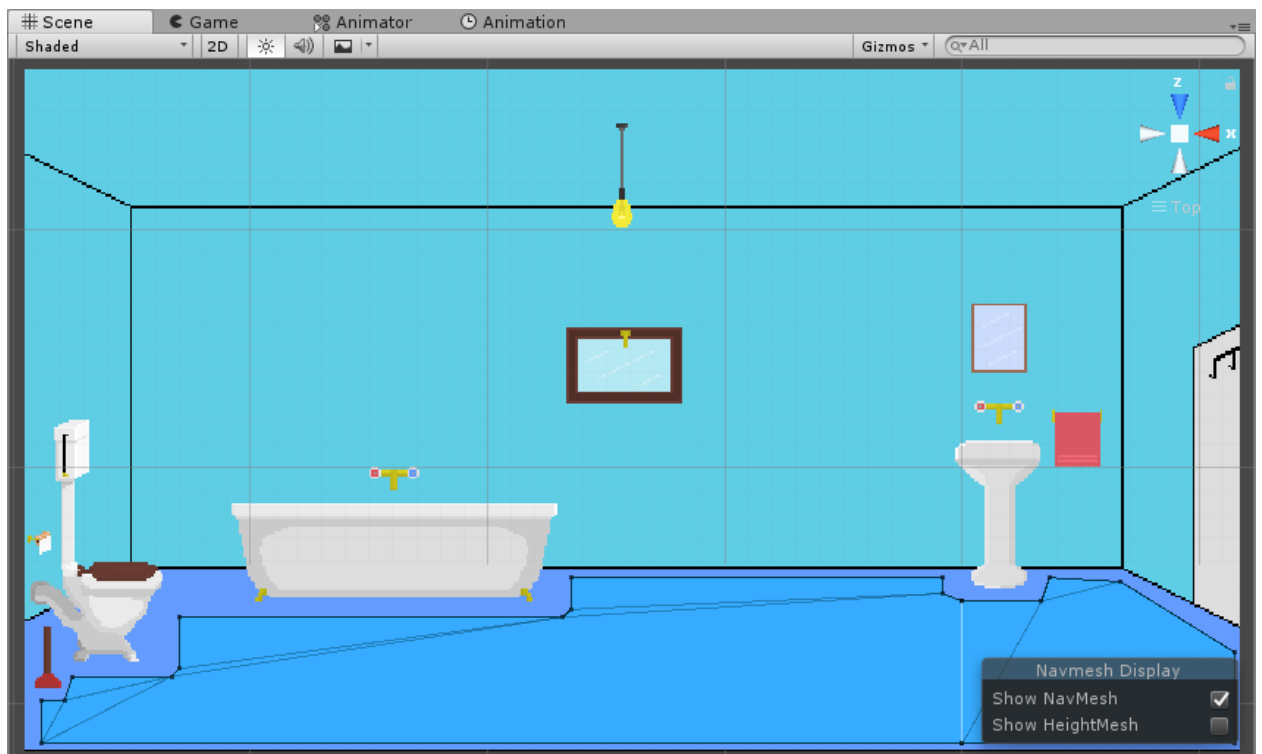 Scene Game Animator Animation
Shaded 2D Gizmos All
z
x
Top
Navmesh Display
Show NavMesh
Show HeightMesh